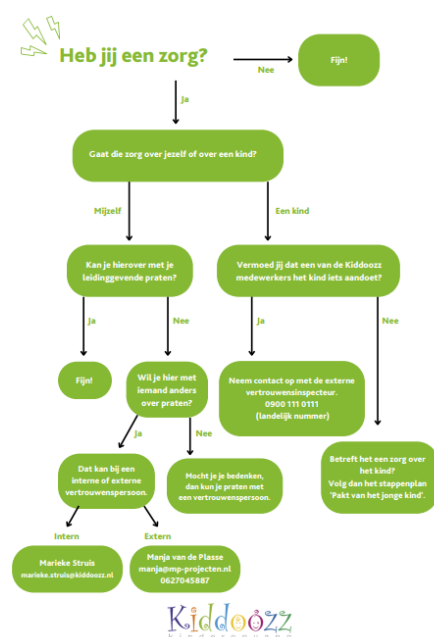 Heb jij een zorg?
Nee
Fijn!
Ja
Gaat die zorg over jezelf of over een kind?
Mijzelf
Een kind
Kan je hierover met je
leidinggevende praten?
Vermoed jij dat een van de Kiddoozz
medewerkers het kind iets aandoet?
Ja
Nee
Ja
Nee
Fijn!
Wil je hier met
iemand anders
over praten?
Neem contact op met de externe
vertrouwensinspecteur.
0900 111 0111
(landelijk nummer)
Ja
Nee
Dat kan bij een
interne of externe
vertrouwenspersoon.
Mocht je je bedenken,
dan kun je praten met
een vertrouwenspersoon.
Betreft het een zorg over
het kind?
Volg dan het stappenplan
'Pakt van het jonge kind'.
Intern
Extern
Marieke Struis
marieke.struis@kiddoozz.nl
Manja van de Plasse
manja@mp-projecten.nl
0627045887
Kiddoozz